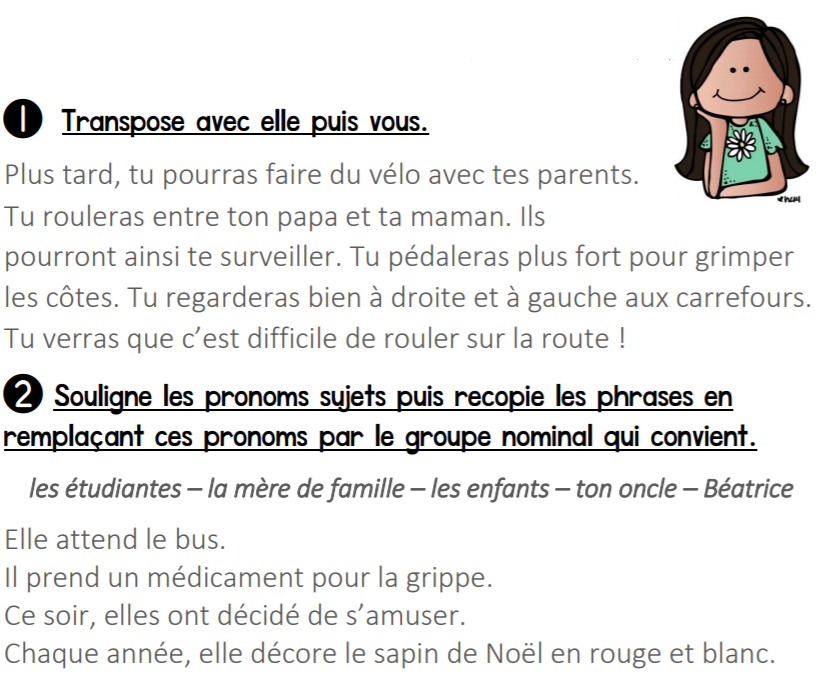 1 Transpose avec elle puis vous.
Plus tard, tu pourras faire du vélo avec tes parents.
Tu rouleras entre ton papa et ta maman. Ils
pourront ainsi te surveiller. Tu pédaleras plus fort pour grimper
les côtes. Tu regarderas bien à droite et à gauche aux carrefours.
Tu verras que c’est difficile de rouler sur la route !
2 Souligne les pronoms sujets puis recopie les phrases en
remplaçant ces pronoms par le groupe nominal qui convient.
les étudiantes – la mère de famille – les enfants – ton oncle – Béatrice
Elle attend le bus.
Il prend un médicament pour la grippe.
Ce soir, elles ont décidé de s’amuser.
Chaque année, elle décore le sapin de Noël en rouge et blanc.